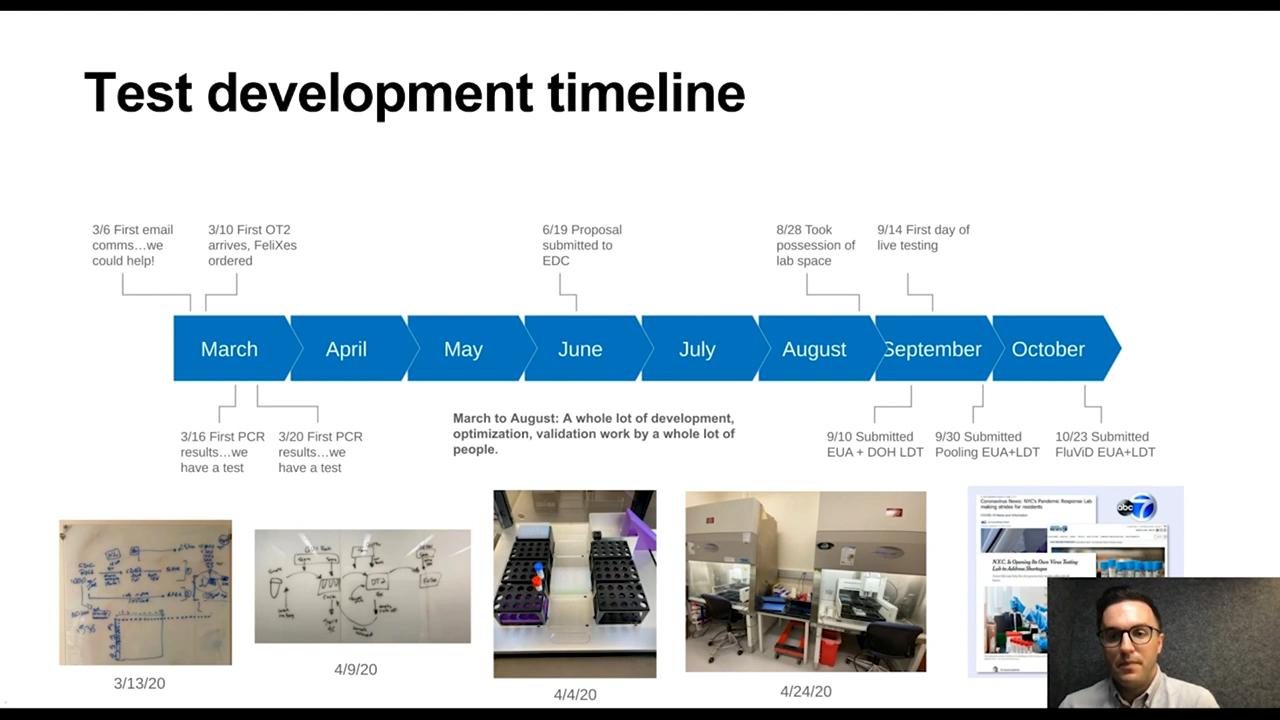 Test development timeline
3/6 First email
comms…we
could help!
3/10 First OT2
arrives, FeliXes
ordered
6/19 Proposal
submitted to
EDC
8/28 Took
possession of
lab space
9/14 First day of
live testing
March
April
May
June
July
August
September
October
3/16 First PCR
results…we
have a test
3/20 First PCR
results…we
have a test
March to August: A whole lot of development,
optimization, validation work by a whole lot of
people.
9/10 Submitted
EUA + DOH LDT
9/30 Submitted
Pooling EUA+LDT
10/23 Submitted
FluViD EUA+LDT
Coronavirus News: NYC's Pandemic Response Lab
making strides for residents
abc 7
N.Y.C. Is Opening Its Own Virus Testing
Lab to Address Shortages
OT2
3/13/20
4/9/20
4/4/20
4/24/20